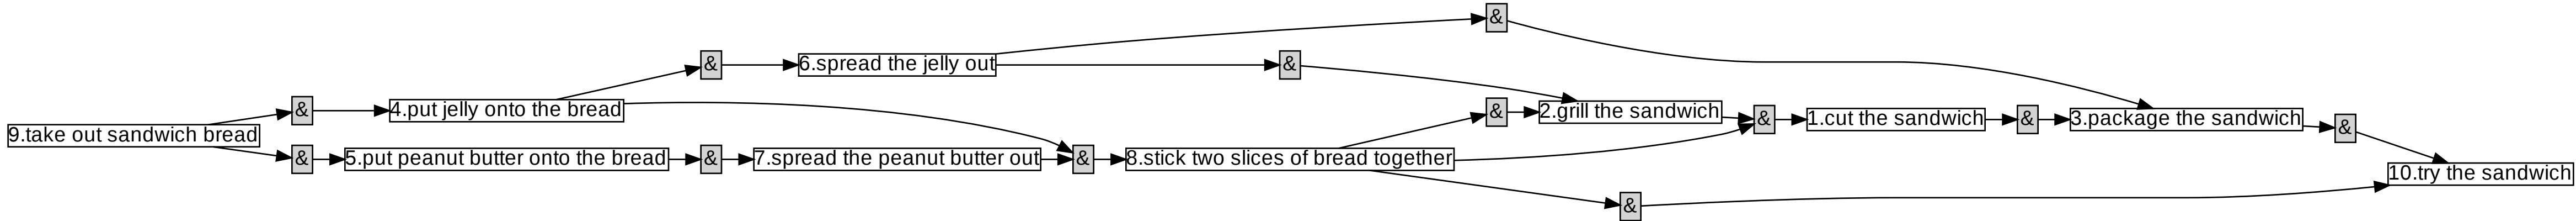 &
&
&
6.spread the jelly out
&
&
4.put jelly onto the bread
&
2.grill the sandwich
&
1.cut the sandwich
&
3.package the sandwich
&
9.take out sandwich bread
&
5.put peanut butter onto the bread
&
7.spread the peanut butter out
&
8.stick two slices of bread together
10.try the sandwich
&